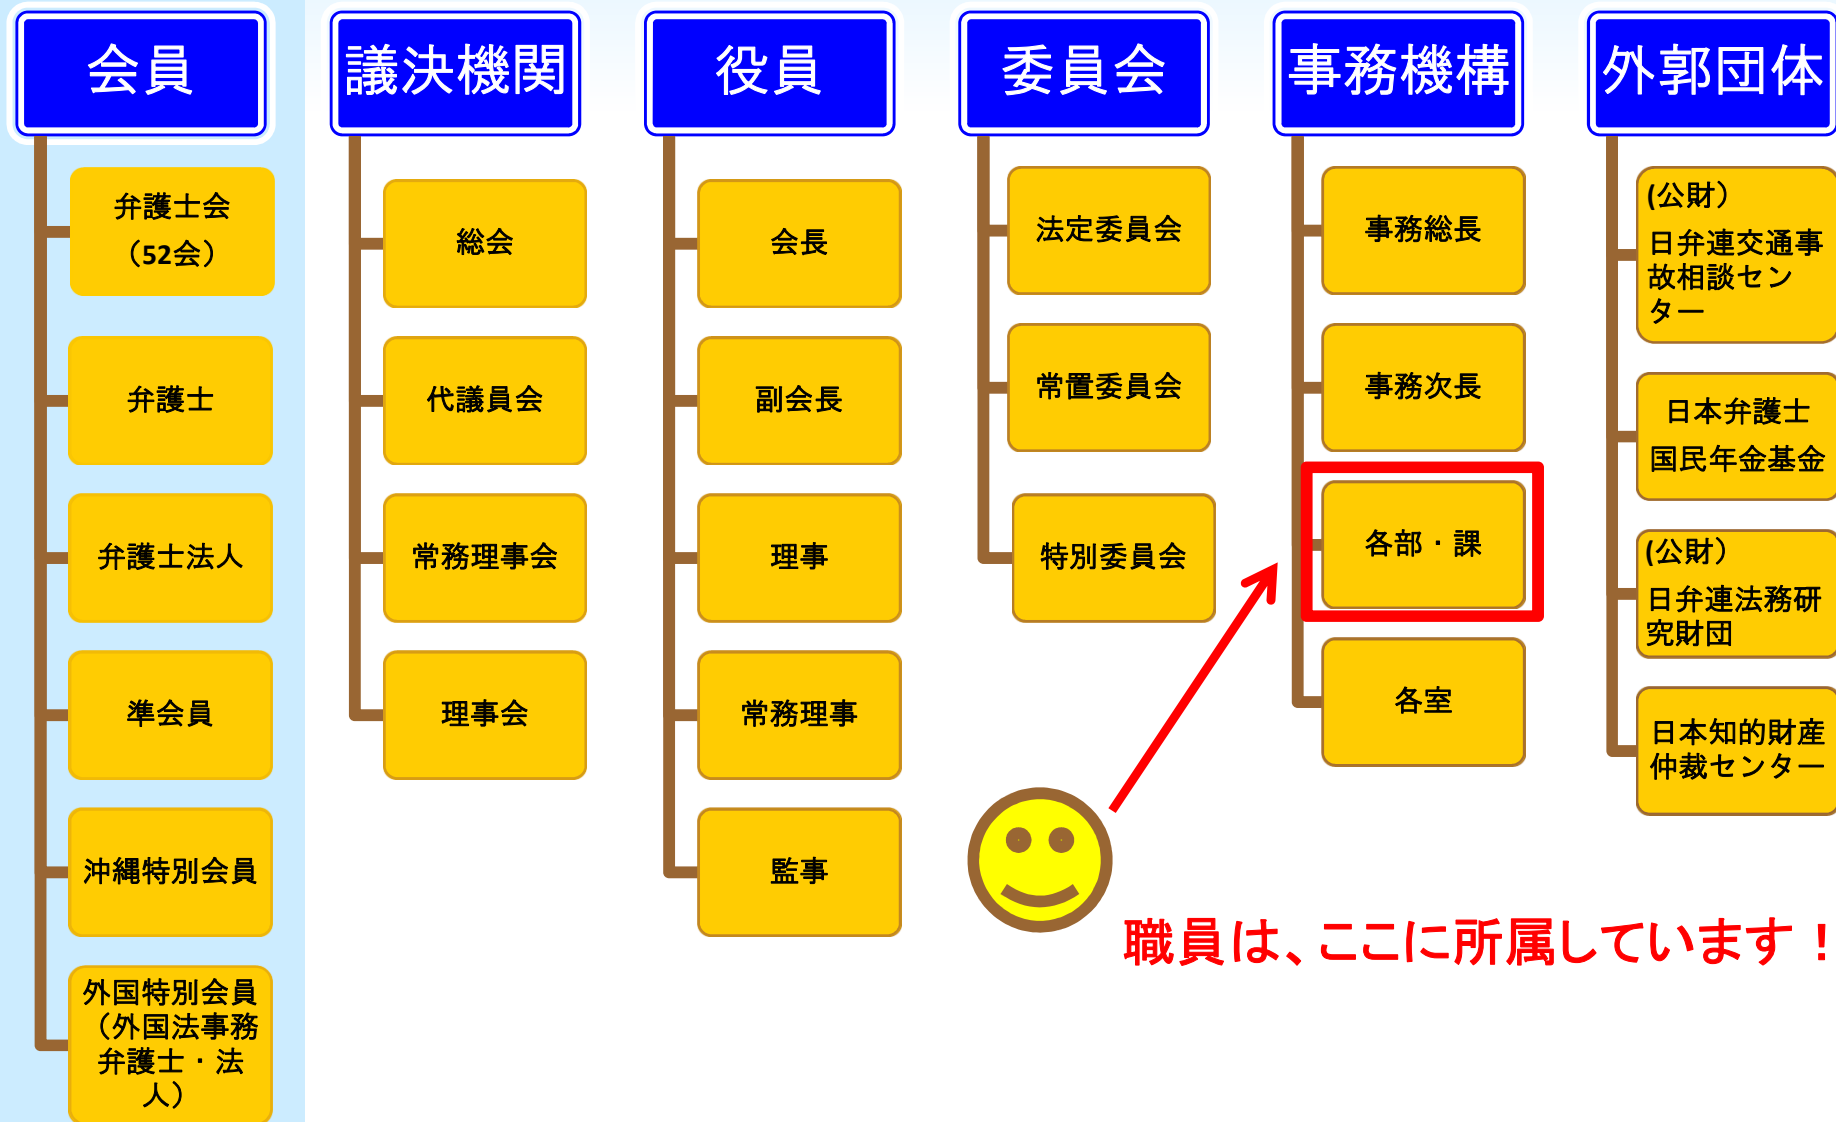 会員
弁護士会
（52会）
弁護士
弁護士法人
準会員
沖縄特別会員
外国特別会員
（外国法事務
弁護士・法
人）
議決機関
総会
代議員会
常務理事会
理事会
役員
会長
副会長
理事
常務理事
監事
委員会
法定委員会
常置委員会
特別委員会
事務機構
事務総長
事務次長
各部・課
各室
外郭団体
(公財）
日弁連交通事
故相談セン
ター
日本弁護士
国民年金基金
(公財）
日弁連法務研
究財団
日本知的財産
仲裁センター
職員は、ここに所属しています！